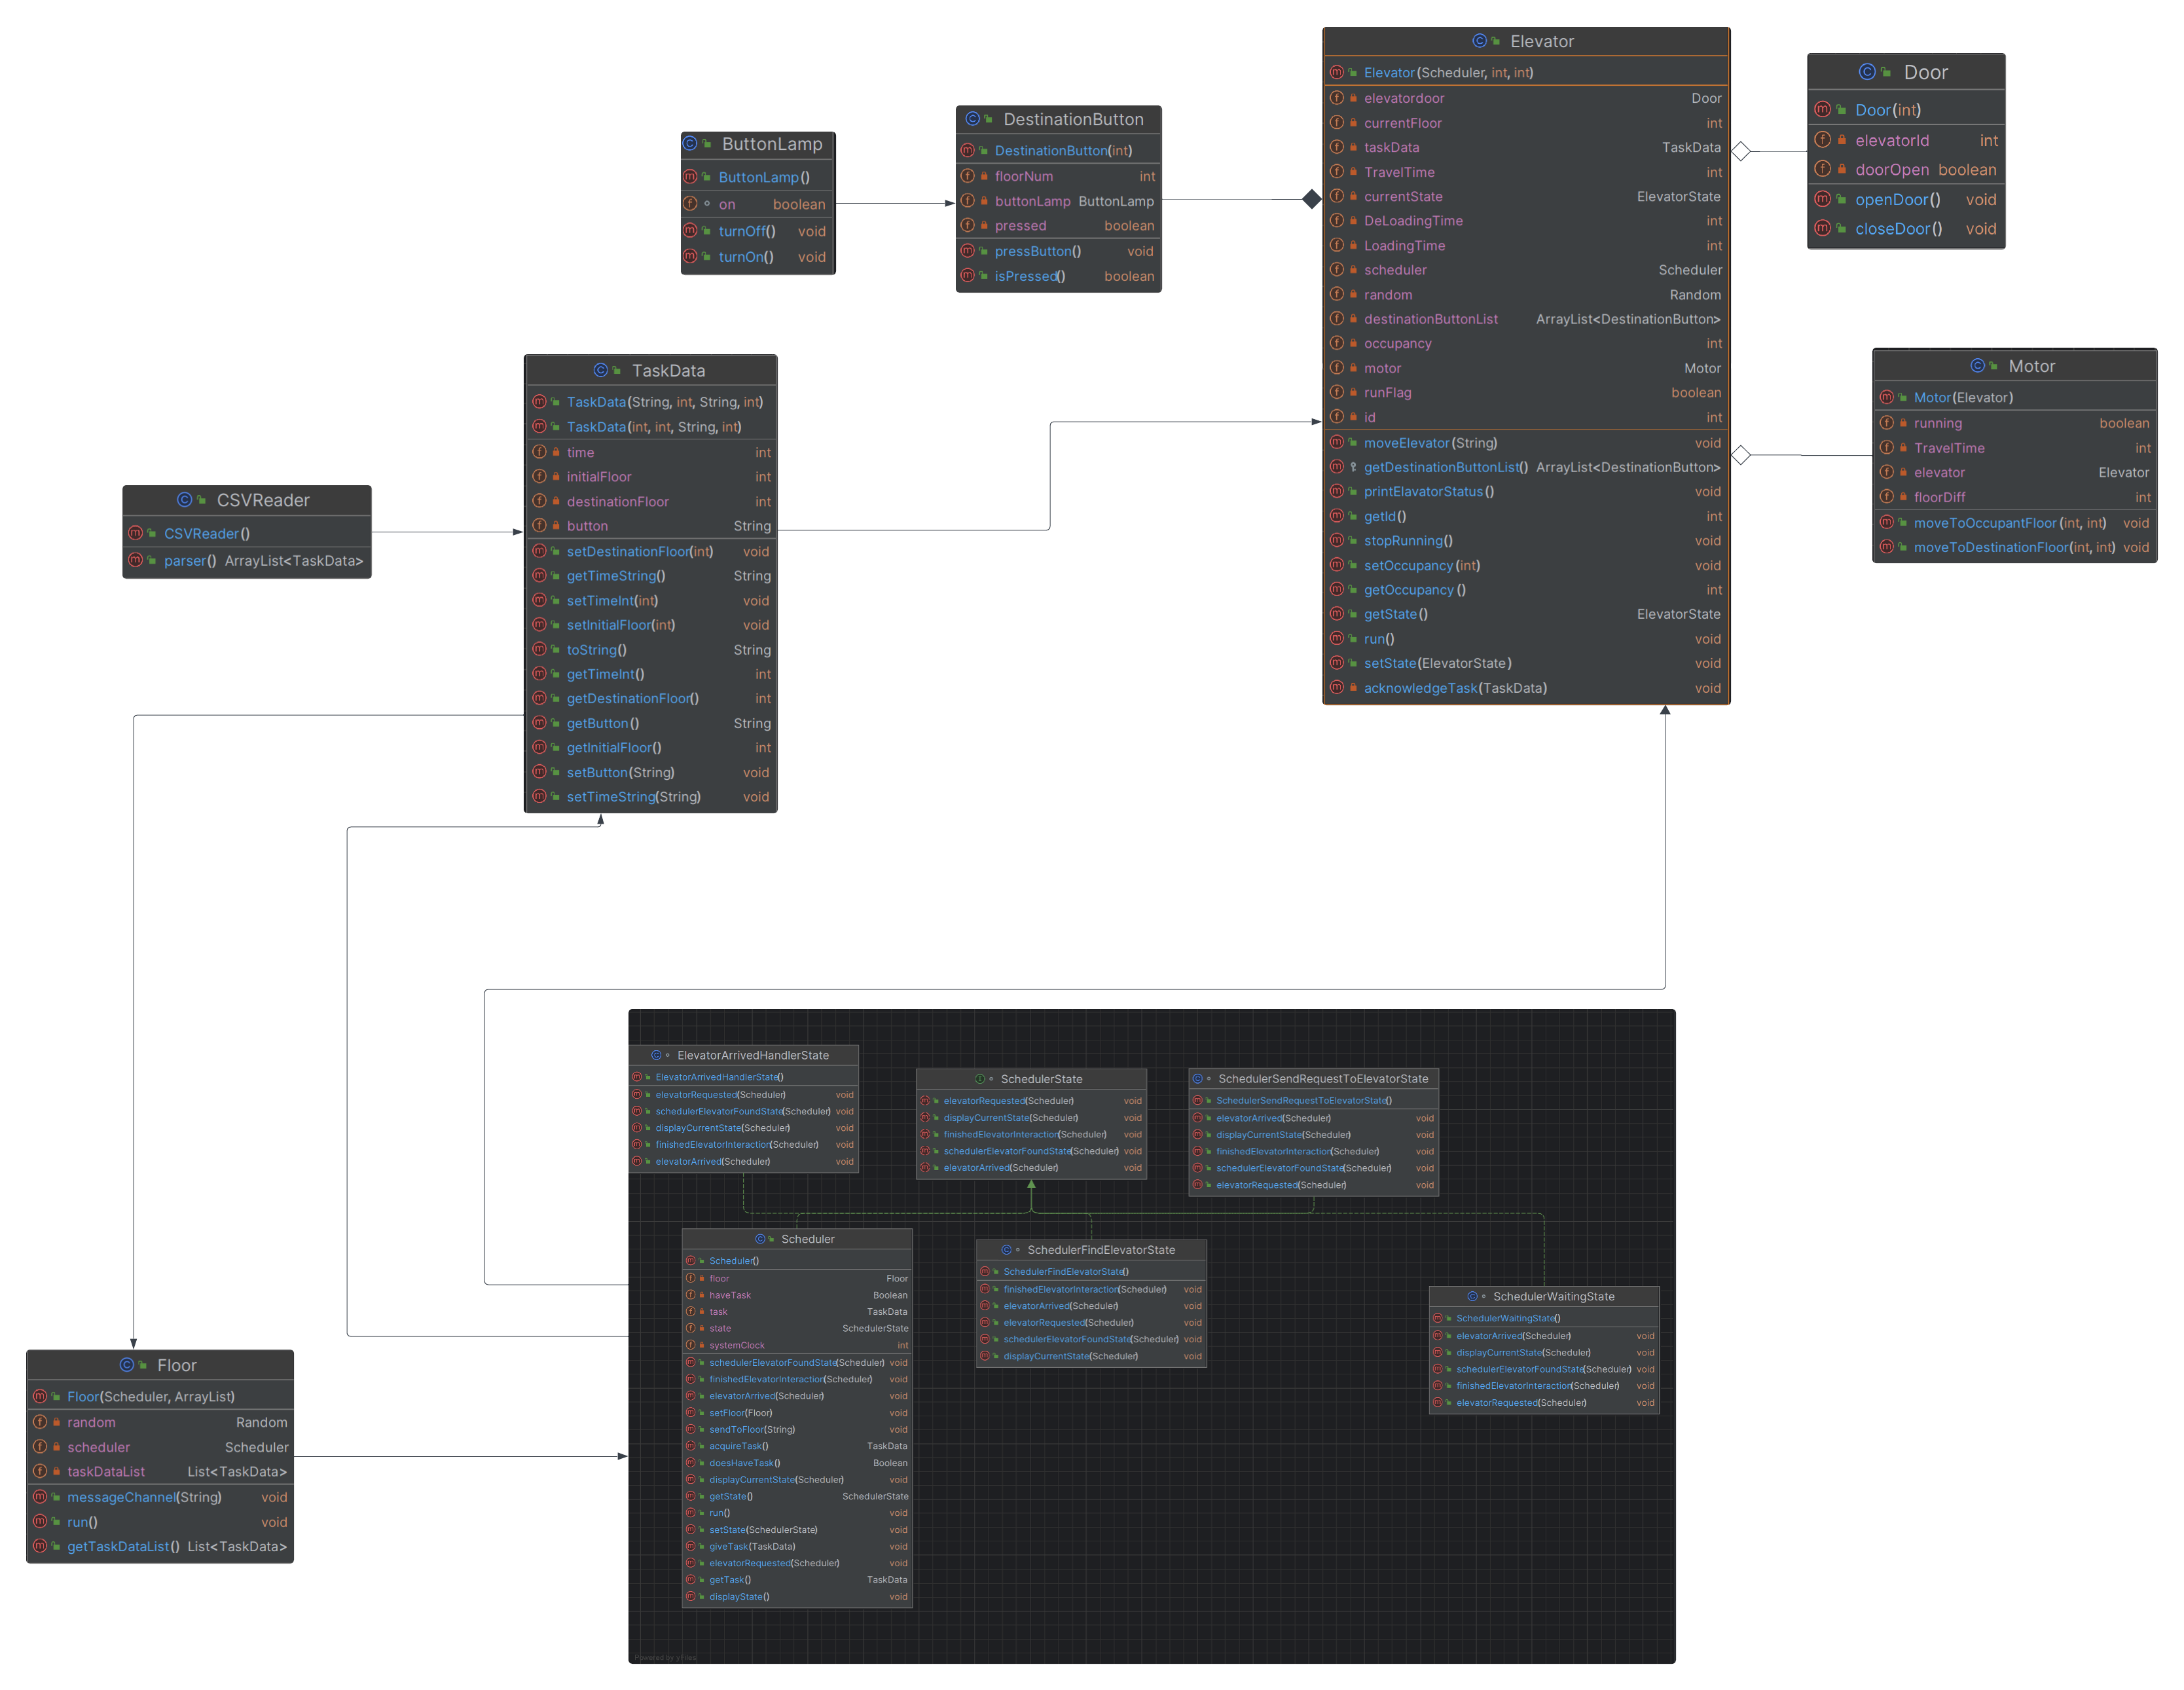 Elevator
Elevator(Scheduler, int, int)
elevatordoor Door
currentFloor int
taskData TaskData
TravelTime int
currentState ElevatorState
DeLoadingTime int
LoadingTime int
scheduler Scheduler
random Random
destinationButtonList ArrayList<DestinationButton>
occupancy int
motor Motor
runFlag boolean
id int
moveElevator(String) void
getDestinationButtonList() ArrayList<DestinationButton>
printElavatorStatus() void
getId() int
stopRunning() void
setOccupancy(int) void
getOccupancy() int
getState() ElevatorState
run() void
setState(ElevatorState) void
acknowledgeTask(TaskData) void
Door
Door(int)
elevatorId int
doorOpen boolean
openDoor() void
closeDoor() void
DestinationButton
DestinationButton(int)
floorNum int
buttonLamp ButtonLamp
pressed boolean
pressButton() void
isPressed() boolean
ButtonLamp
ButtonLamp()
on boolean
turnOff() void
turnOn() void
Motor
Motor(Elevator)
running boolean
TravelTime int
elevator Elevator
floorDiff int
moveToOccupantFloor(int, int) void
moveToDestinationFloor(int, int) void
TaskData
TaskData(String, int, String, int)
TaskData(int, int, String, int)
time int
initialFloor int
destinationFloor int
button String
setDestinationFloor(int) void
getTimeString() String
setTimeInt(int) void
setInitialFloor(int) void
toString() String
getTimeInt() int
getDestinationFloor() int
getButton() String
getInitialFloor() int
setButton(String) void
setTimeString(String) void
CSVReader
CSVReader()
parser() ArrayList<TaskData>
ElevatorArrivedHandlerState
ElevatorArrivedHandlerState()
elevatorRequested(Scheduler) void
schedulerElevatorFoundState(Scheduler) void
displayCurrentState(Scheduler) void
finishedElevatorInteraction(Scheduler) void
elevatorArrived(Scheduler) void
SchedulerState
elevatorRequested(Scheduler) void
displayCurrentState(Scheduler) void
finishedElevatorInteraction(Scheduler) void
schedulerElevatorFoundState(Scheduler) void
elevatorArrived(Scheduler) void
SchedulerSendRequestToElevatorState
SchedulerSendRequestToElevatorState()
elevatorArrived(Scheduler) void
displayCurrentState(Scheduler) void
finishedElevatorInteraction(Scheduler) void
schedulerElevatorFoundState(Scheduler) void
elevatorRequested(Scheduler) void
Scheduler
Scheduler()
floor Floor
haveTask Boolean
task TaskData
state SchedulerState
systemClock int
schedulerElevatorFoundState(Scheduler) void
finishedElevatorInteraction(Scheduler) void
elevatorArrived(Scheduler) void
setFloor(Floor) void
sendToFloor(String) void
acquireTask() TaskData
doesHaveTask() Boolean
displayCurrentState(Scheduler) void
getState() SchedulerState
run() void
setState(SchedulerState) void
giveTask(TaskData) void
elevatorRequested(Scheduler) void
getTask() TaskData
displayState() void
SchedulerFindElevatorState
SchedulerFindElevatorState()
finishedElevatorInteraction(Scheduler) void
elevatorArrived(Scheduler) void
elevatorRequested(Scheduler) void
schedulerElevatorFoundState(Scheduler) void
displayCurrentState(Scheduler) void
SchedulerWaitingState
SchedulerWaitingState()
elevatorArrived(Scheduler) void
displayCurrentState(Scheduler) void
schedulerElevatorFoundState(Scheduler) void
finishedElevatorInteraction(Scheduler) void
elevatorRequested(Scheduler) void
Floor
Floor(Scheduler, ArrayList)
random Random
scheduler Scheduler
taskDataList List<TaskData>
messageChannel(String) void
run() void
getTaskDataList() List<TaskData>
Powered by yFiles